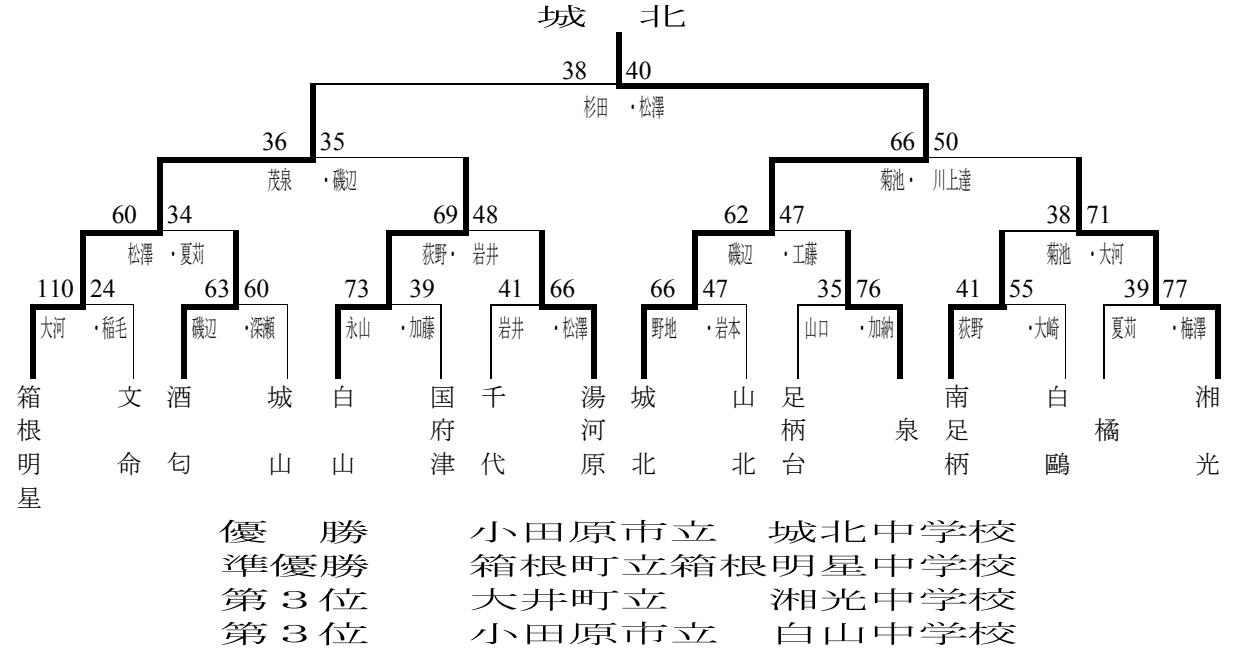 城 北
38 40
杉田 ・松澤
36 35 66 50
茂泉 ・磯辺 菊池・ 川上達
60 34 69 48 62 47 38 71
松澤 ・夏苅 荻野・ 岩井 磯辺 ・工藤 菊池 ・大河
110 24 63 60 73 39 41 66 66 47 35 76 41 55 39 77
大河 ・稲毛 磯辺 ・深瀬 永山 ・加藤 岩井 ・松澤 野地 ・岩本 山口 ・加納 荻野 ・大崎 夏苅 ・梅澤
箱根明星
文命
酒匂
城山
白山
国府津
千代
湯河原
城北
山北
足柄台
泉
南足柄
白鷗
橘
湘光
優 勝 小田原市立 城北中学校
準優勝 箱根町立箱根明星中学校
第３位 大井町立 湘光中学校
第３位 小田原市立 白山中学校